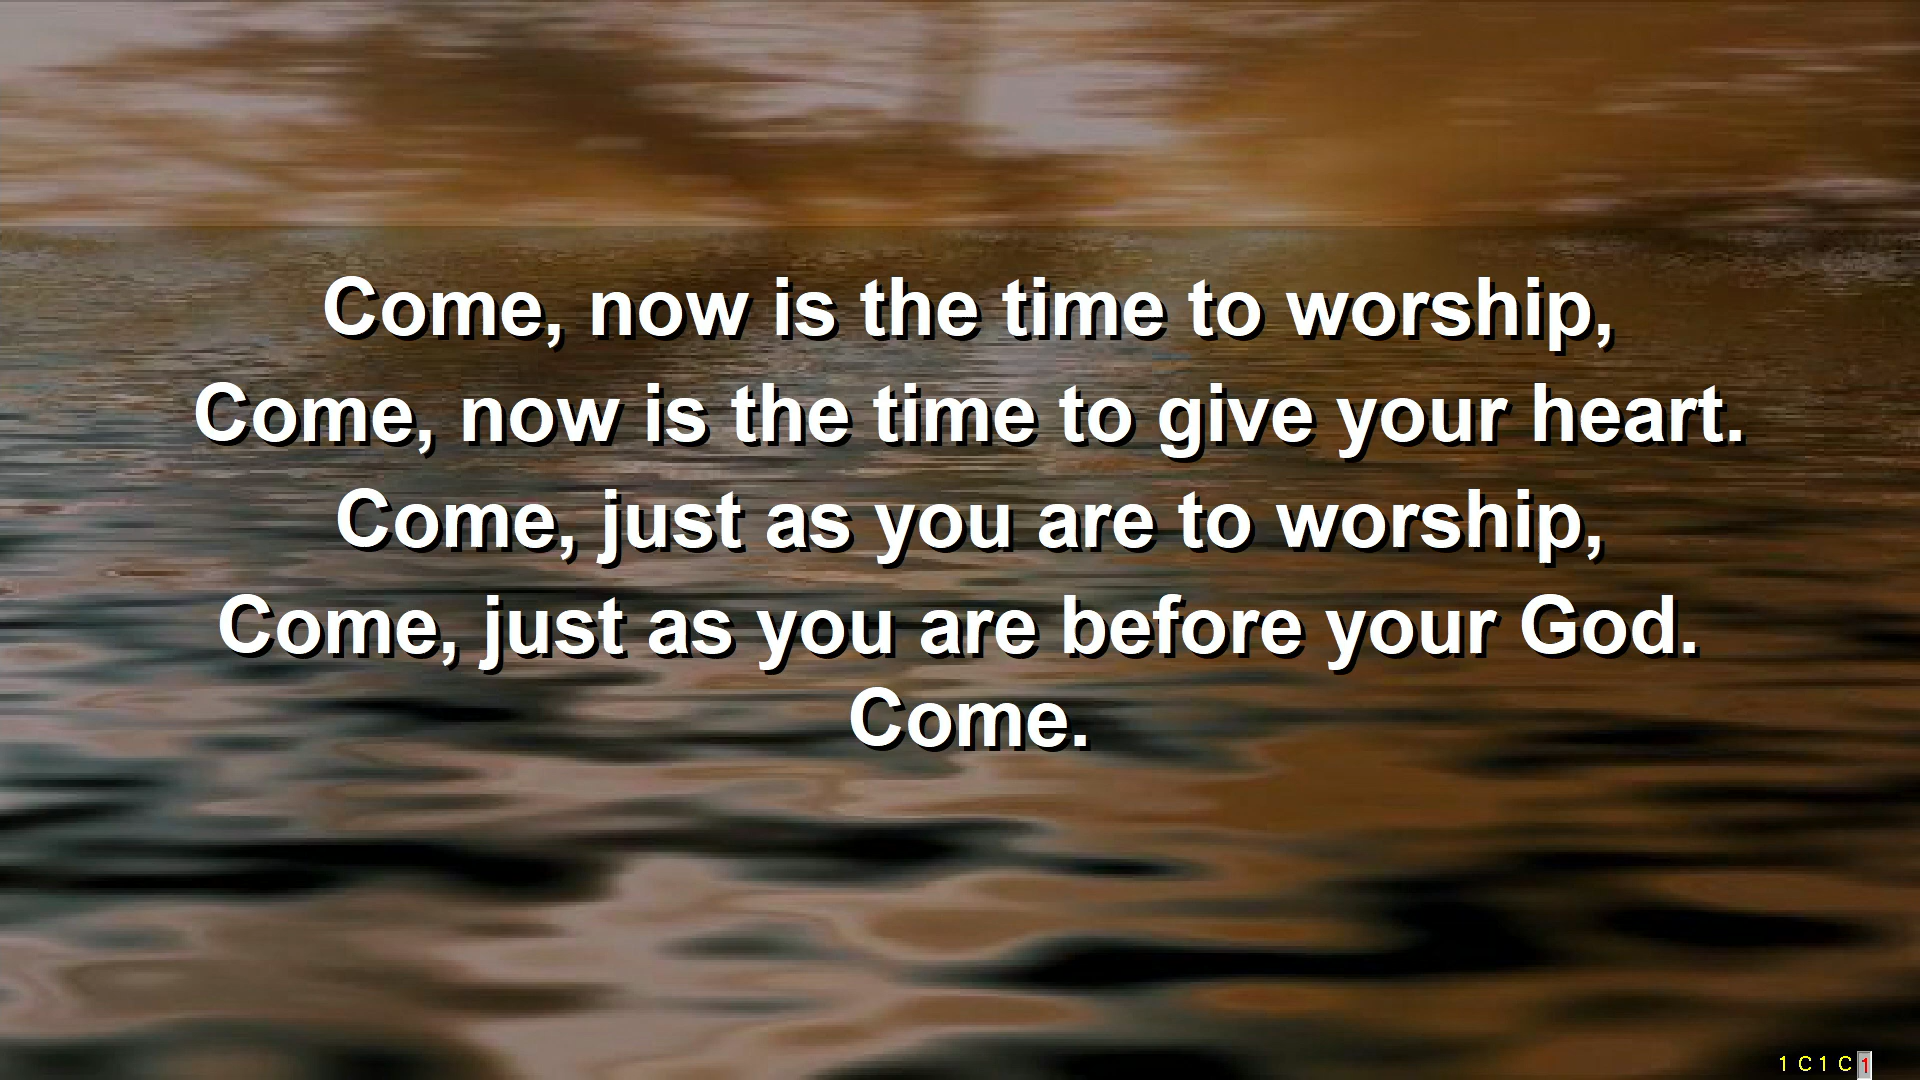 Come, now is the time to worship,
Come, now is the time to give your heart.
Come, just as you are to worship,
Come, just as you are before your God.
Come.
1 C 1 C 1